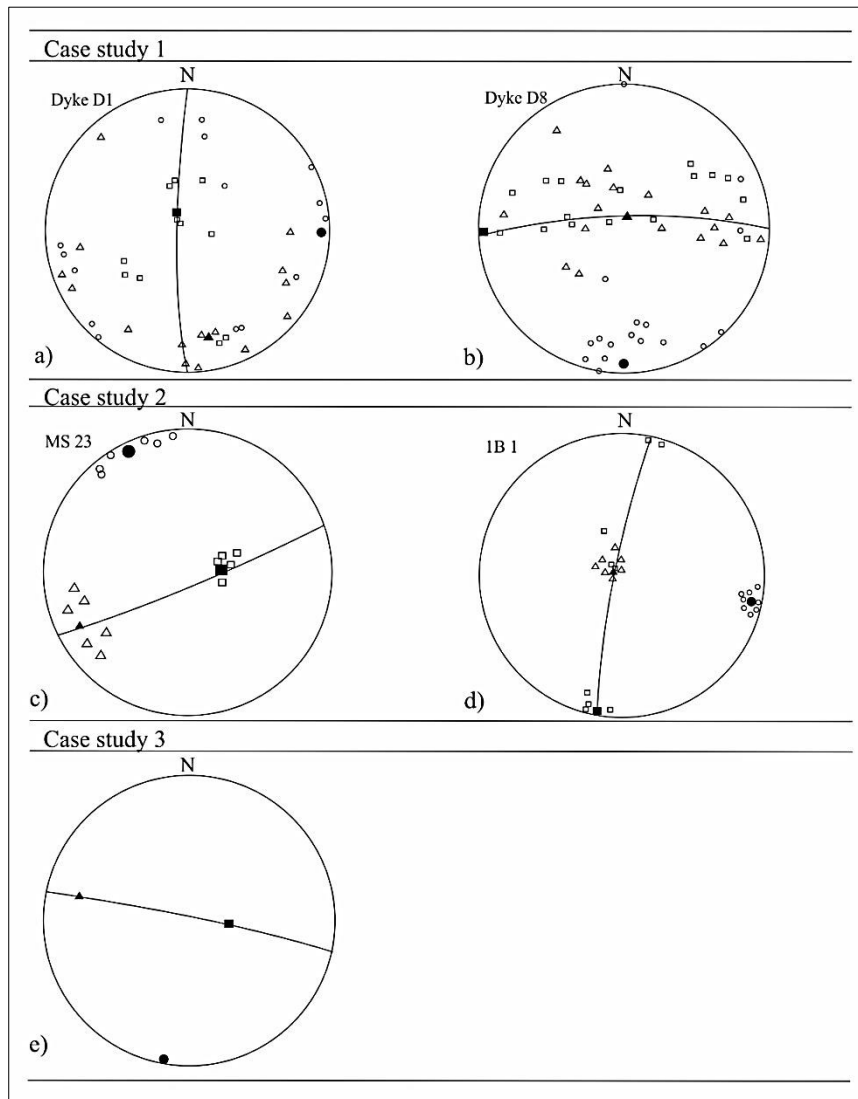 Case study 1
N
Dyke D1
a)
N
Dyke D8
b)
Case study 2
N
MS 23
c)
N
1B 1
d)
Case study 3
N
e)